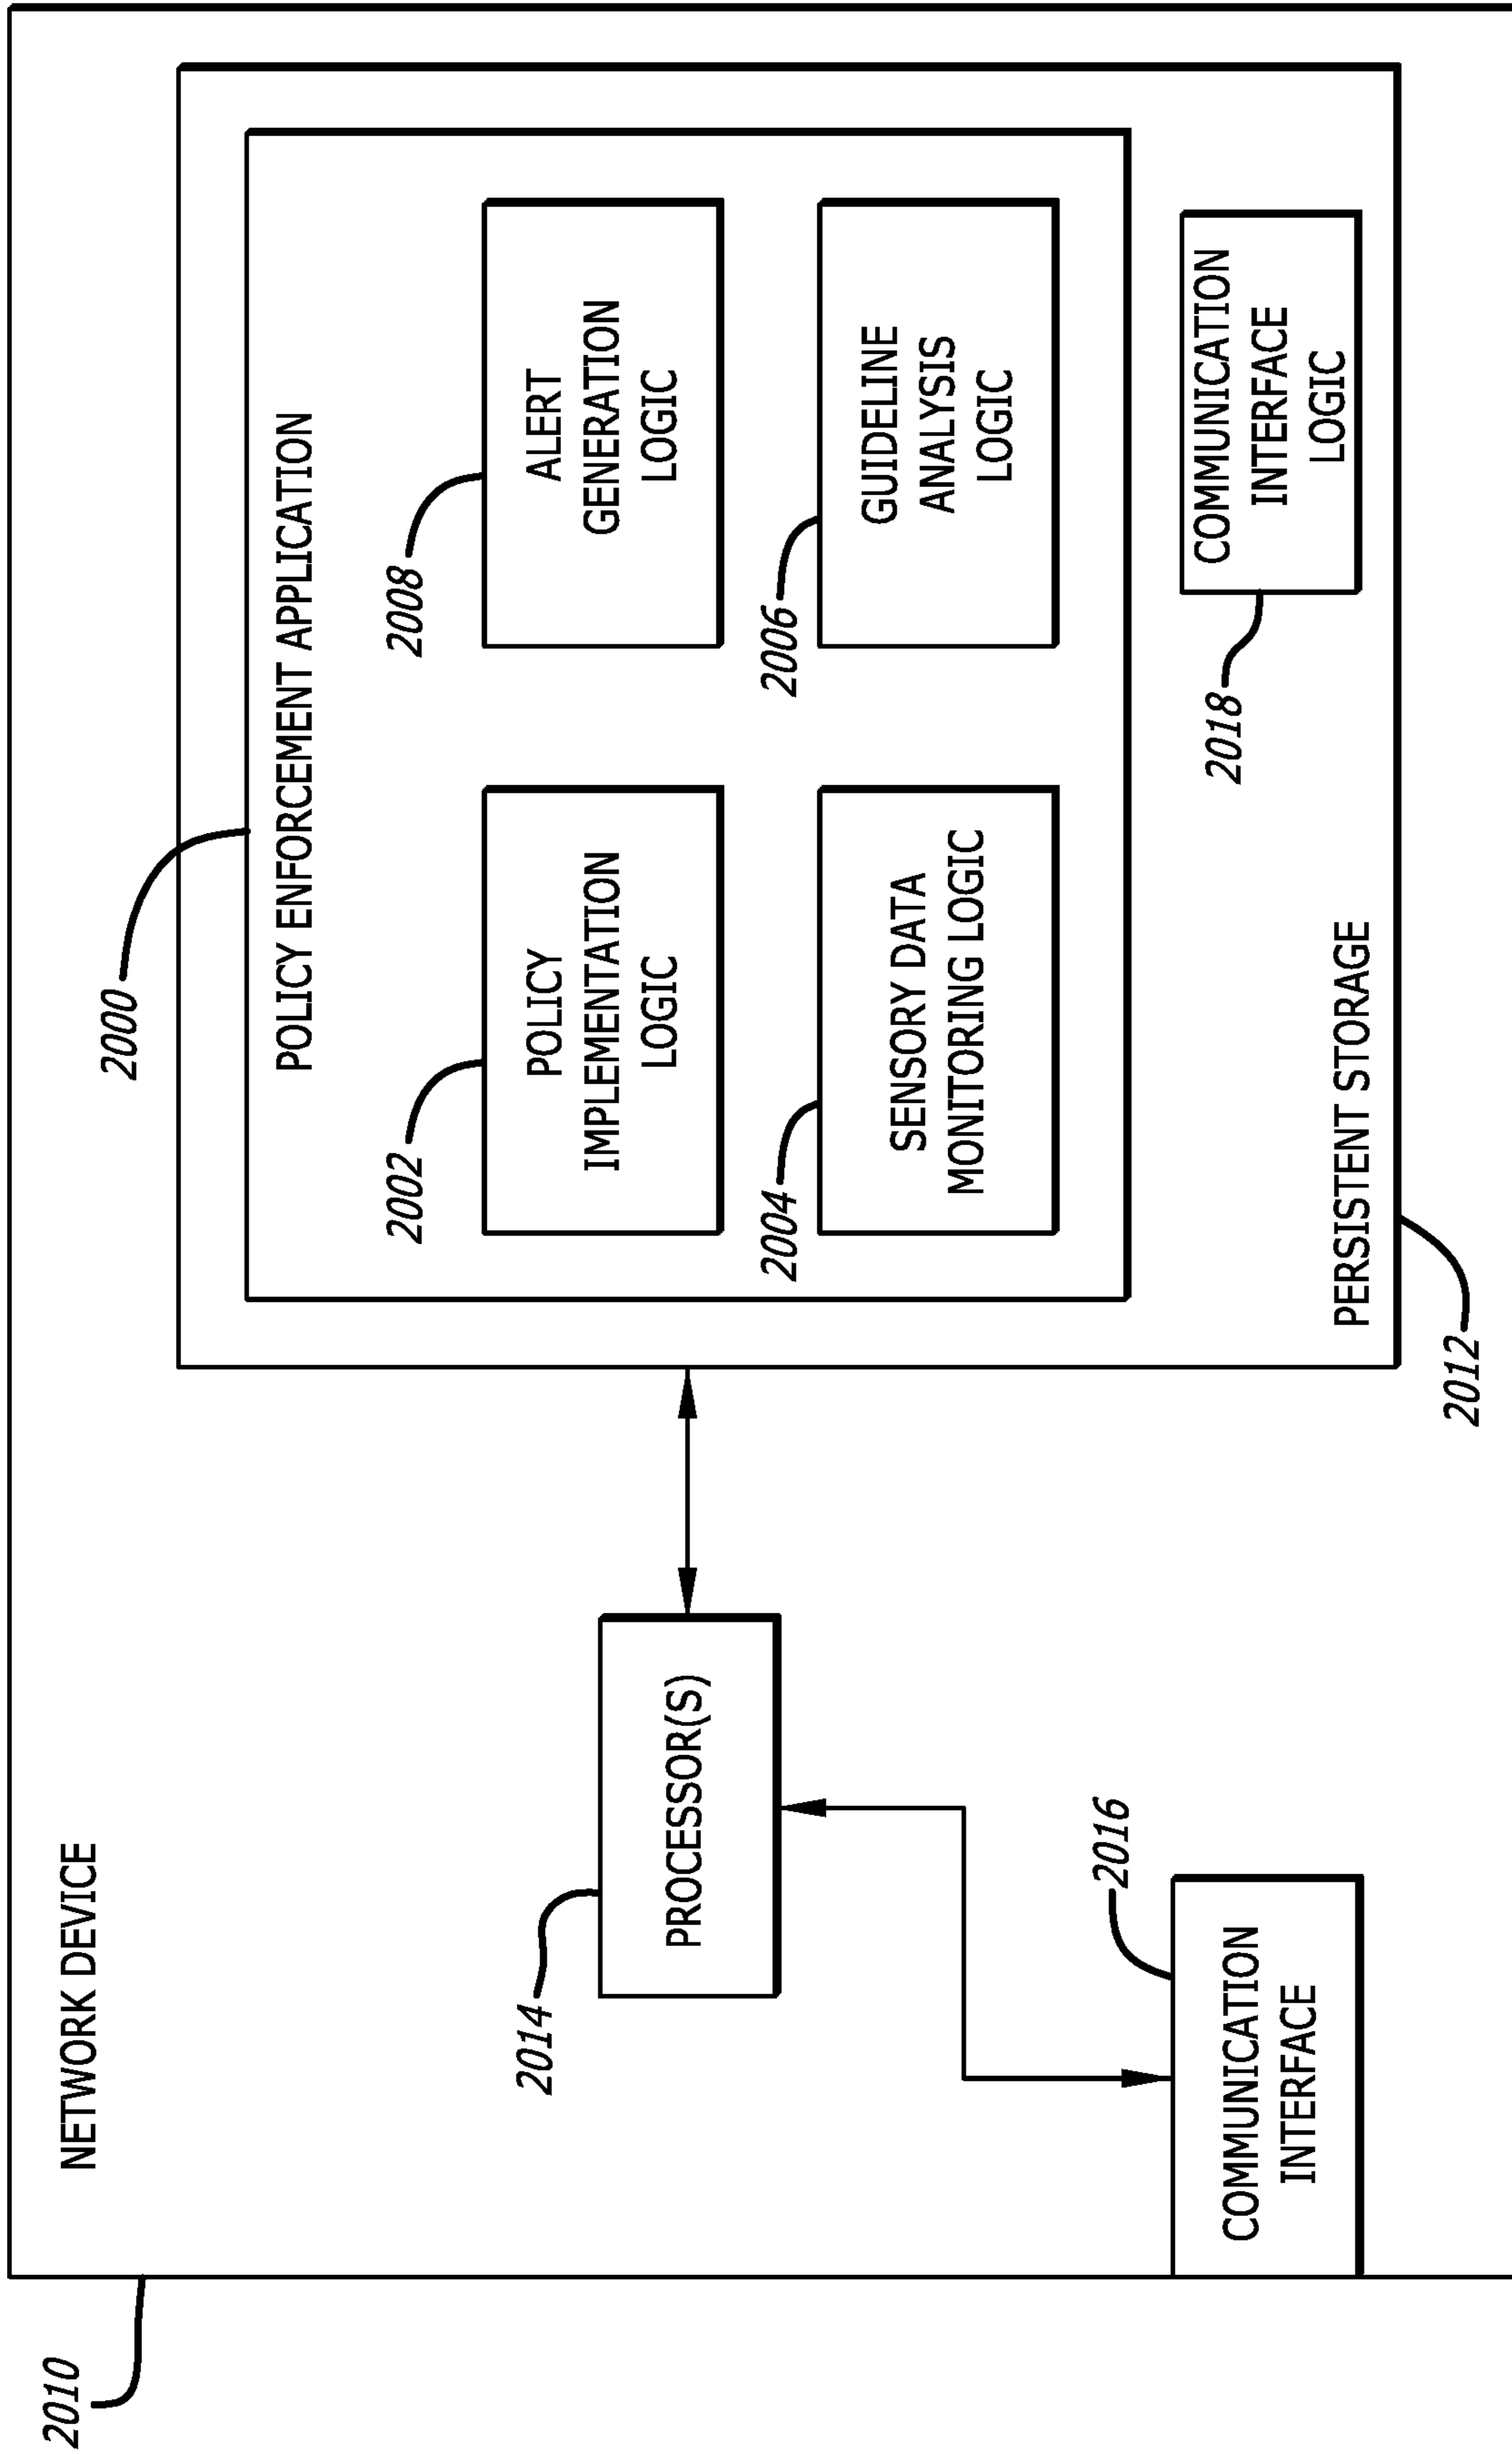 2010
NETWORK DEVICE
2000
POLICY ENFORCEMENT APPLICATION
2002
POLICY
IMPLEMENTATION
LOGIC
2008
ALERT
GENERATION
LOGIC
2004
SENSORY DATA
MONITORING LOGIC
2006
GUIDELINE
ANALYSIS
LOGIC
2014
PROCESSOR(S)
2016
COMMUNICATION
INTERFACE
2018
COMMUNICATION
INTERFACE
LOGIC
PERSISTENT STORAGE
2012